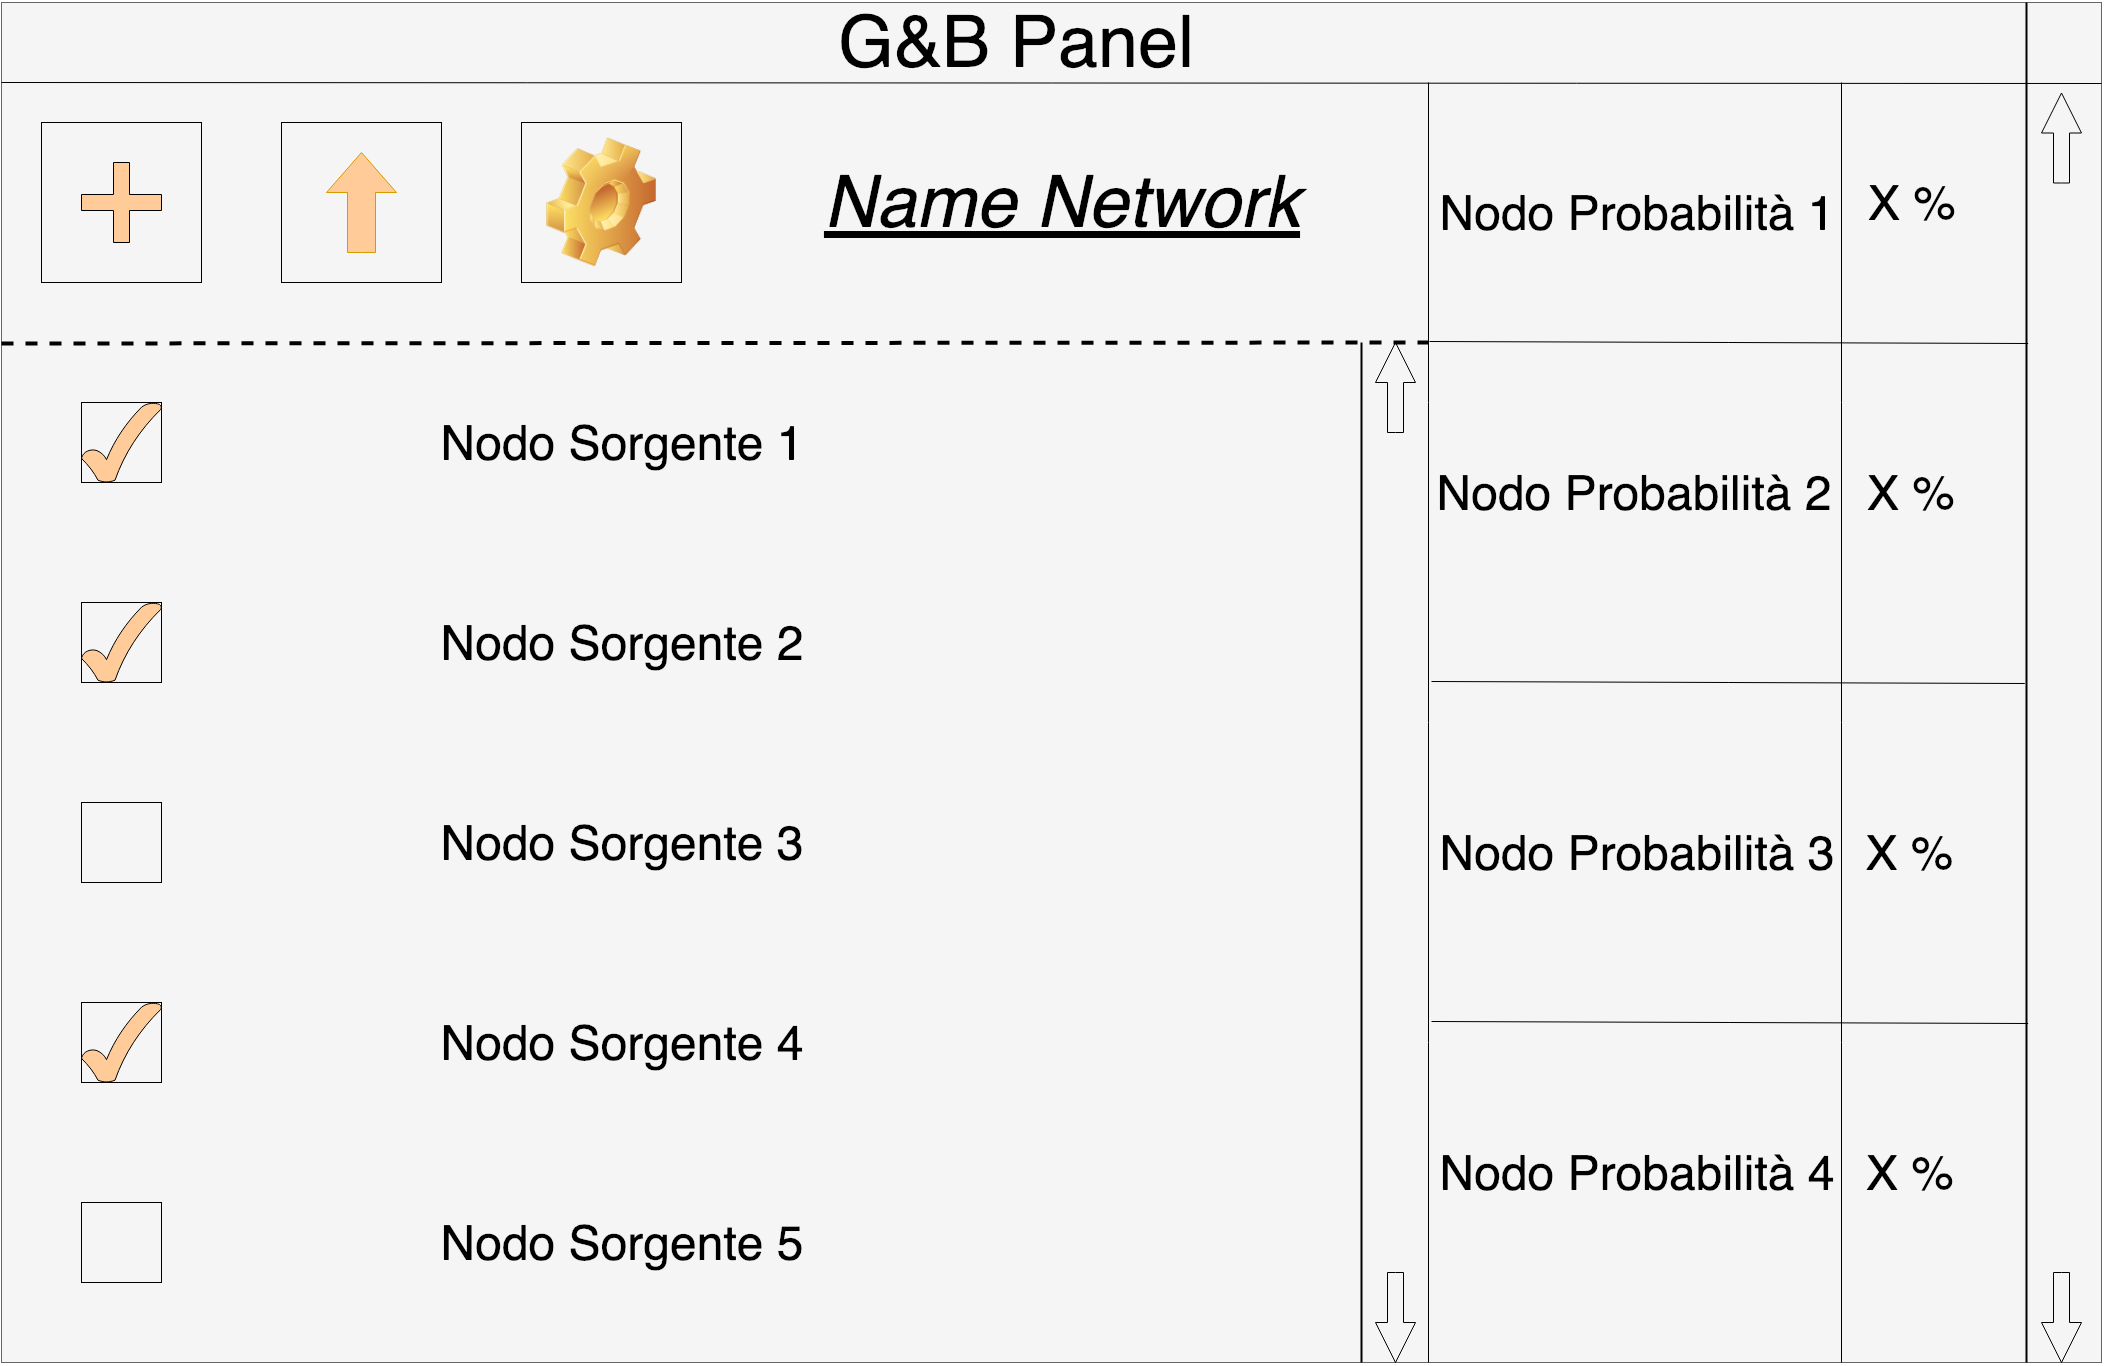 G&B Panel
Name Network
Nodo Sorgente 1
Nodo Sorgente 2
Nodo Sorgente 3
Nodo Sorgente 4
Nodo Sorgente 5
Nodo Probabilità 1 X %
Nodo Probabilità 2 X %
Nodo Probabilità 3 X %
Nodo Probabilità 4 X %